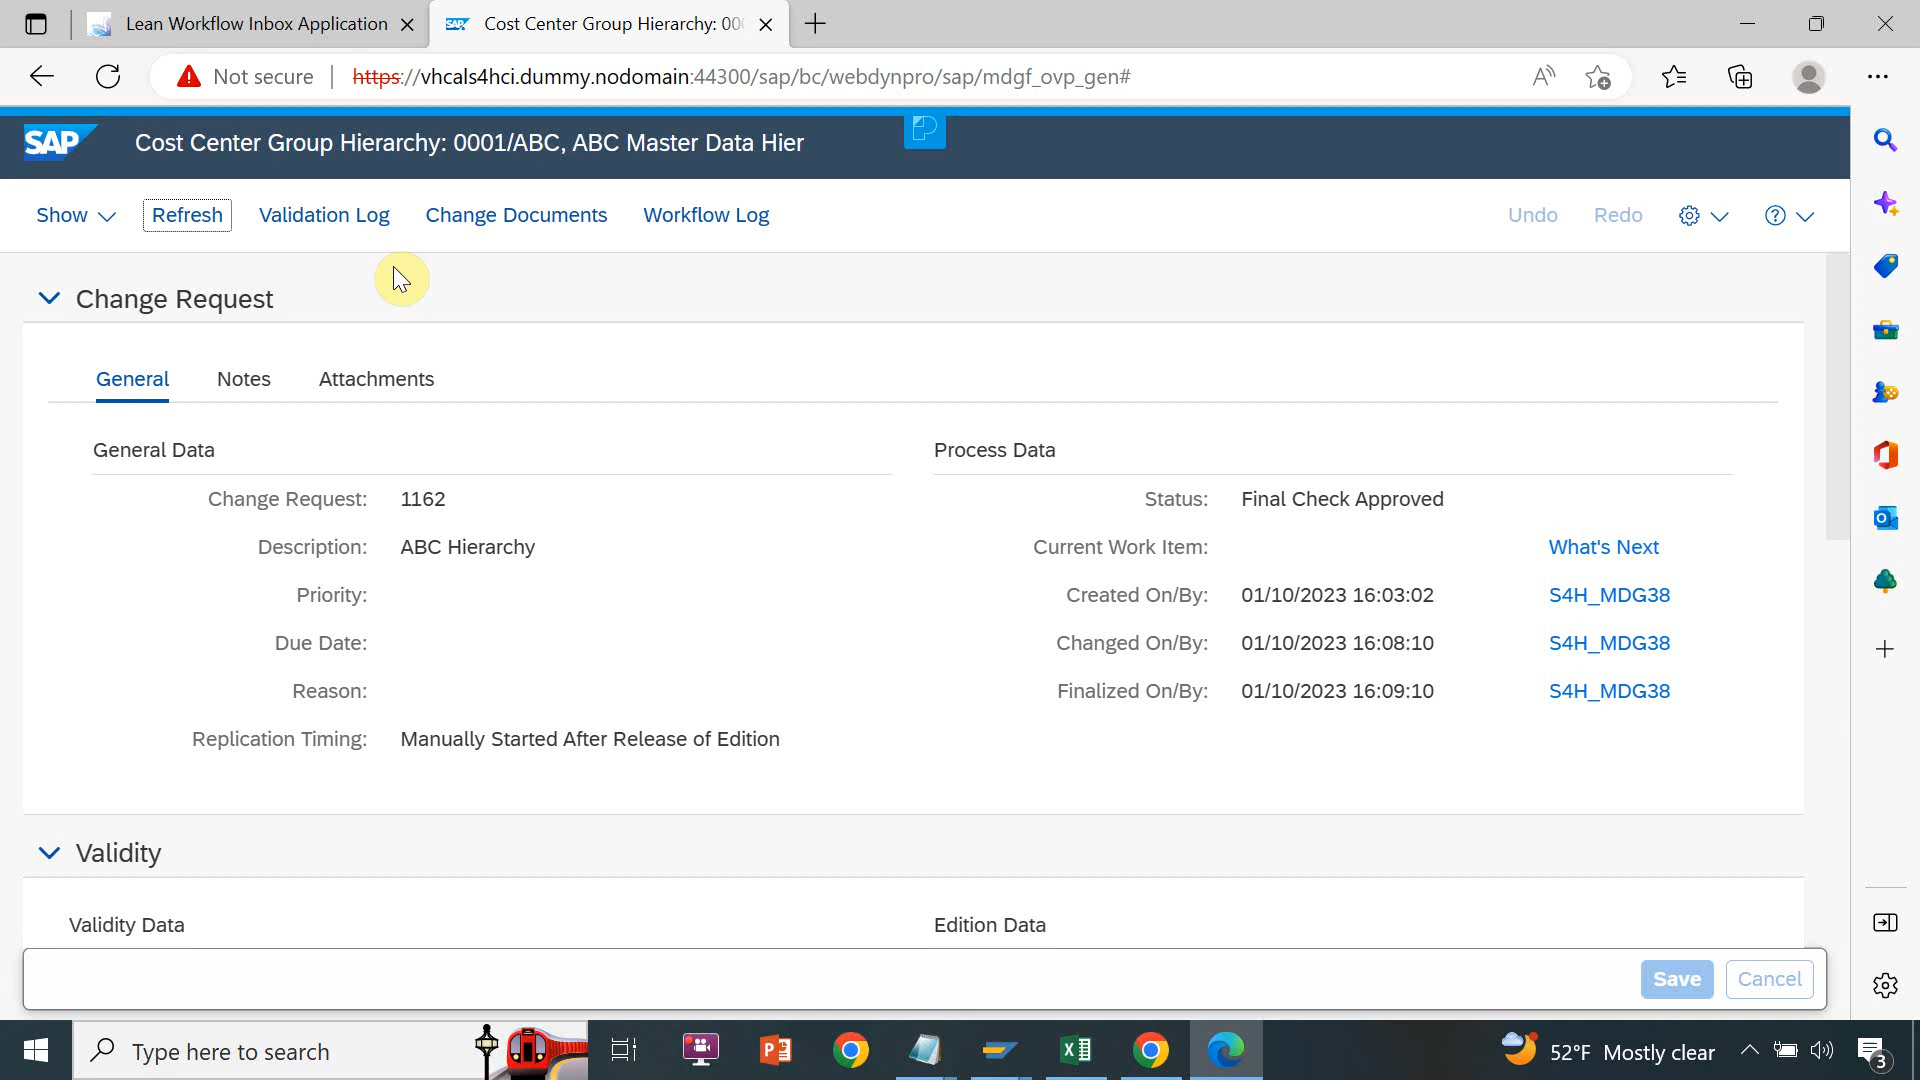 Lean Workflow Inbox Application
SAP Cost Center Group Hierarchy: 00
Not secure https://vhcals4hci.dummy.nodomain:44300/sap/bc/webdynpro/sap/mdgf_ovp_gen#
SAP Cost Center Group Hierarchy: 0001/ABC, ABC Master Data Hier
Show Refresh Validation Log Change Documents Workflow Log Undo Redo
Change Request
General Notes Attachments
General Data Process Data
Change Request: 1162 Status: Final Check Approved
Description: ABC Hierarchy Current Work Item: What's Next
Priority: Created On/By: 01/10/2023 16:03:02 S4H_MDG38
Due Date: Changed On/By: 01/10/2023 16:08:10 S4H_MDG38
Reason: Finalized On/By: 01/10/2023 16:09:10 S4H_MDG38
Replication Timing: Manually Started After Release of Edition
Validity
Validity Data Edition Data
Save Cancel
Type here to search 52°F Mostly clear 3